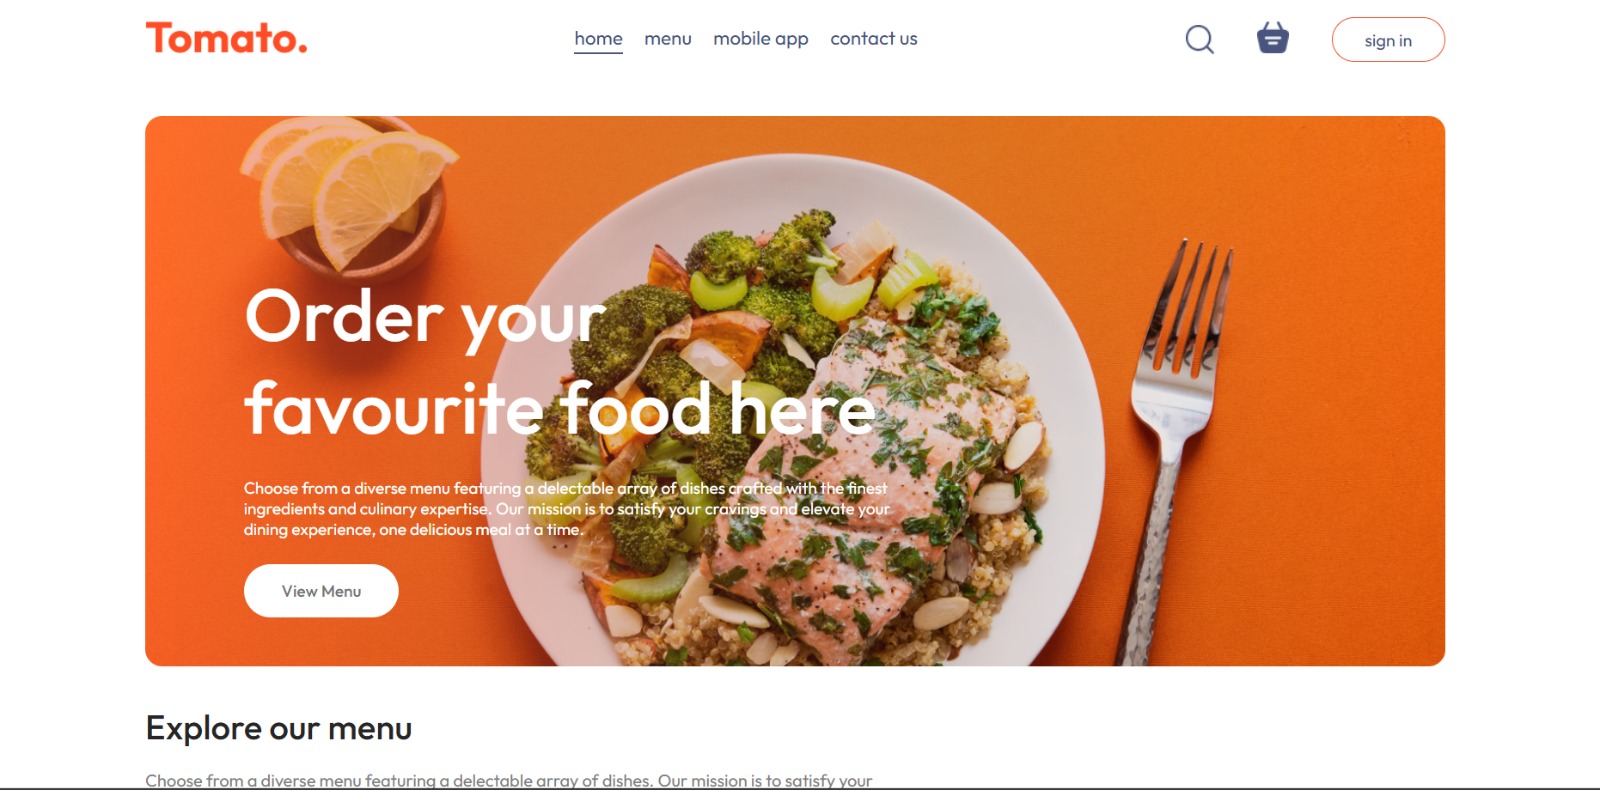 Tomato.
home menu mobile app contact us
sign in
Order your
favourite food here
Choose from a diverse menu featuring a delectable array of dishes crafted with the finest
ingredients and culinary expertise. Our mission is to satisfy your cravings and elevate your
dining experience, one delicious meal at a time.
View Menu
Explore our menu
Choose from a diverse menu featuring a delectable array of dishes. Our mission is to satisfy your